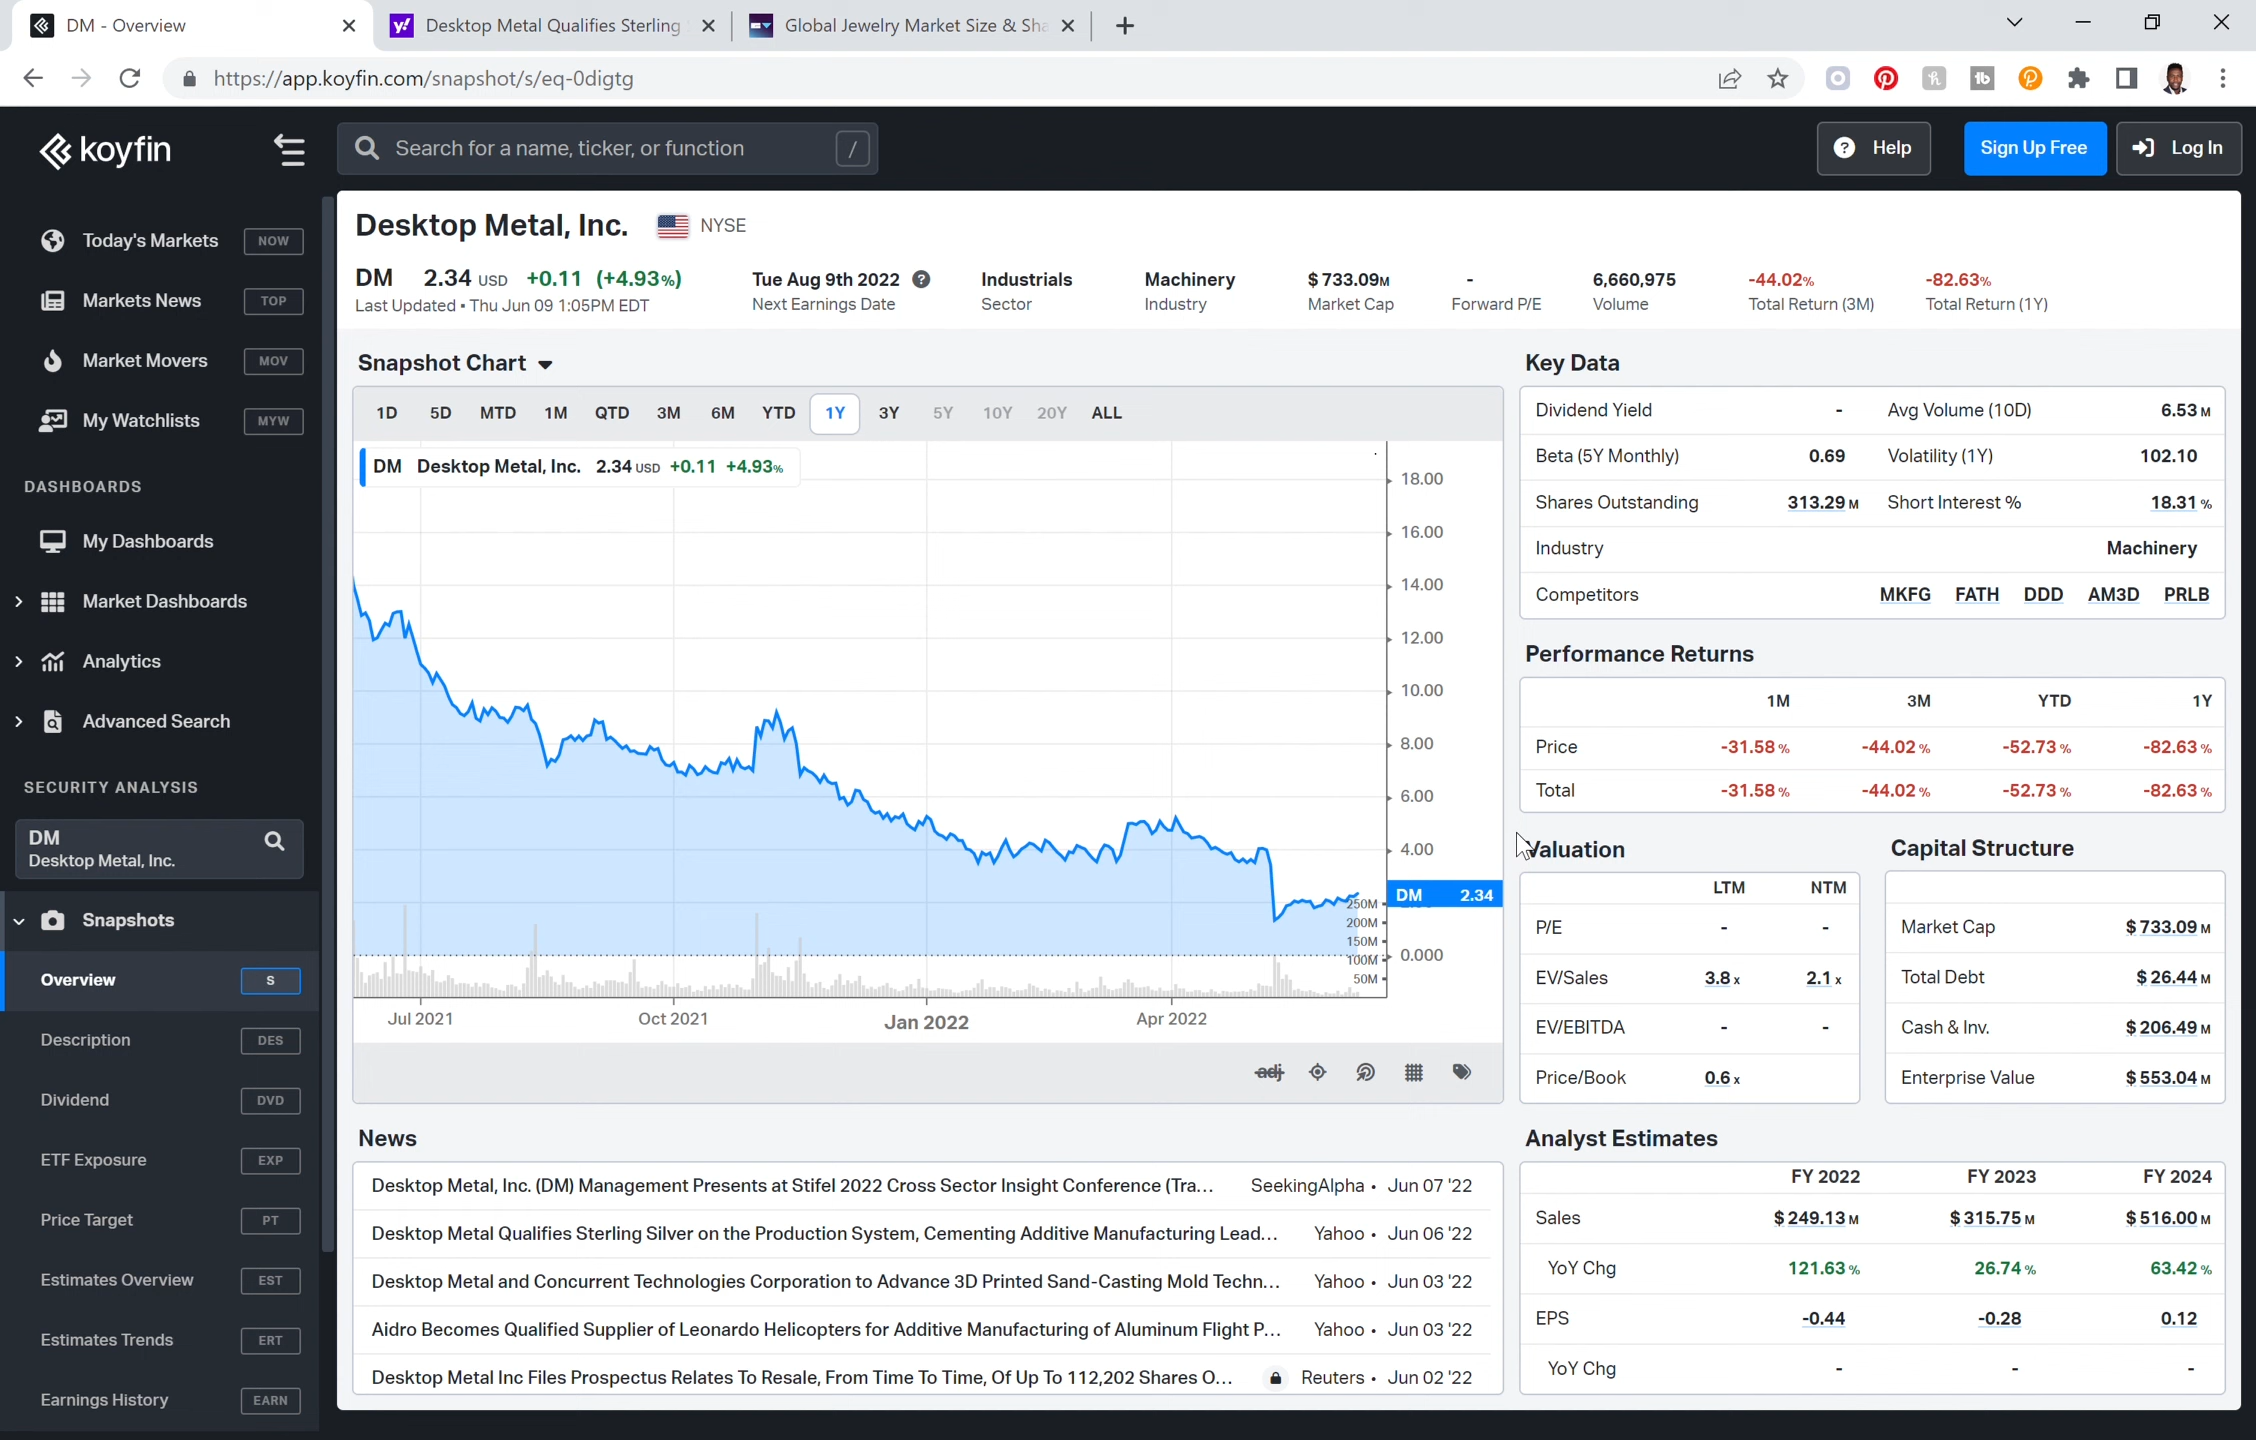 DM - Overview
Desktop Metal Qualifies Sterling
Global Jewelry Market Size & Sha
https://app.koyfin.com/snapshot/s/eq-0digtg
koyfin
Search for a name, ticker, or function /
Help
Sign Up Free
Log In
Today's Markets NOW
Markets News TOP
Market Movers MOV
My Watchlists MYW
DASHBOARDS
My Dashboards
Market Dashboards
Analytics
Advanced Search
SECURITY ANALYSIS
DM
Desktop Metal, Inc.
Snapshots
Overview S
Description DES
Dividend DVD
ETF Exposure EXP
Price Target PT
Estimates Overview EST
Estimates Trends ERT
Earnings History EARN
Desktop Metal, Inc. NYSE
DM 2.34 USD +0.11 (+4.93%) Tue Aug 9th 2022 Industrials Machinery $733.09M - 6,660,975 -44.02% -82.63%
Last Updated • Thu Jun 09 1:05PM EDT Next Earnings Date Sector Industry Market Cap Forward P/E Volume Total Return (3M) Total Return (1Y)
Snapshot Chart
1D 5D MTD 1M QTD 3M 6M YTD 1Y 3Y 5Y 10Y 20Y ALL
DM Desktop Metal, Inc. 2.34 USD +0.11 +4.93%
18.00
16.00
14.00
12.00
10.00
8.00
6.00
4.00
DM 2.34
0.000
250M
200M
150M
100M
50M
Jul 2021 Oct 2021 Jan 2022 Apr 2022
adj
News
Desktop Metal, Inc. (DM) Management Presents at Stifel 2022 Cross Sector Insight Conference (Tra... SeekingAlpha • Jun 07 '22
Desktop Metal Qualifies Sterling Silver on the Production System, Cementing Additive Manufacturing Lead... Yahoo • Jun 06 '22
Desktop Metal and Concurrent Technologies Corporation to Advance 3D Printed Sand-Casting Mold Techn... Yahoo • Jun 03 '22
Aidro Becomes Qualified Supplier of Leonardo Helicopters for Additive Manufacturing of Aluminum Flight P... Yahoo • Jun 03 '22
Desktop Metal Inc Files Prospectus Relates To Resale, From Time To Time, Of Up To 112,202 Shares O... Reuters • Jun 02 '22
Key Data
Dividend Yield - Avg Volume (10D) 6.53 M
Beta (5Y Monthly) 0.69 Volatility (1Y) 102.10
Shares Outstanding 313.29 M Short Interest % 18.31 %
Industry Machinery
Competitors MKFG FATH DDD AM3D PRLB
Performance Returns
1M 3M YTD 1Y
Price -31.58 % -44.02 % -52.73 % -82.63 %
Total -31.58 % -44.02 % -52.73 % -82.63 %
Valuation
LTM NTM
P/E - -
EV/Sales 3.8 x 2.1 x
EV/EBITDA - -
Price/Book 0.6 x
Capital Structure
Market Cap $733.09 M
Total Debt $26.44 M
Cash & Inv. $206.49 M
Enterprise Value $553.04 M
Analyst Estimates
FY 2022 FY 2023 FY 2024
Sales $249.13 M $315.75 M $516.00 M
YoY Chg 121.63 % 26.74 % 63.42 %
EPS -0.44 -0.28 0.12
YoY Chg - - -